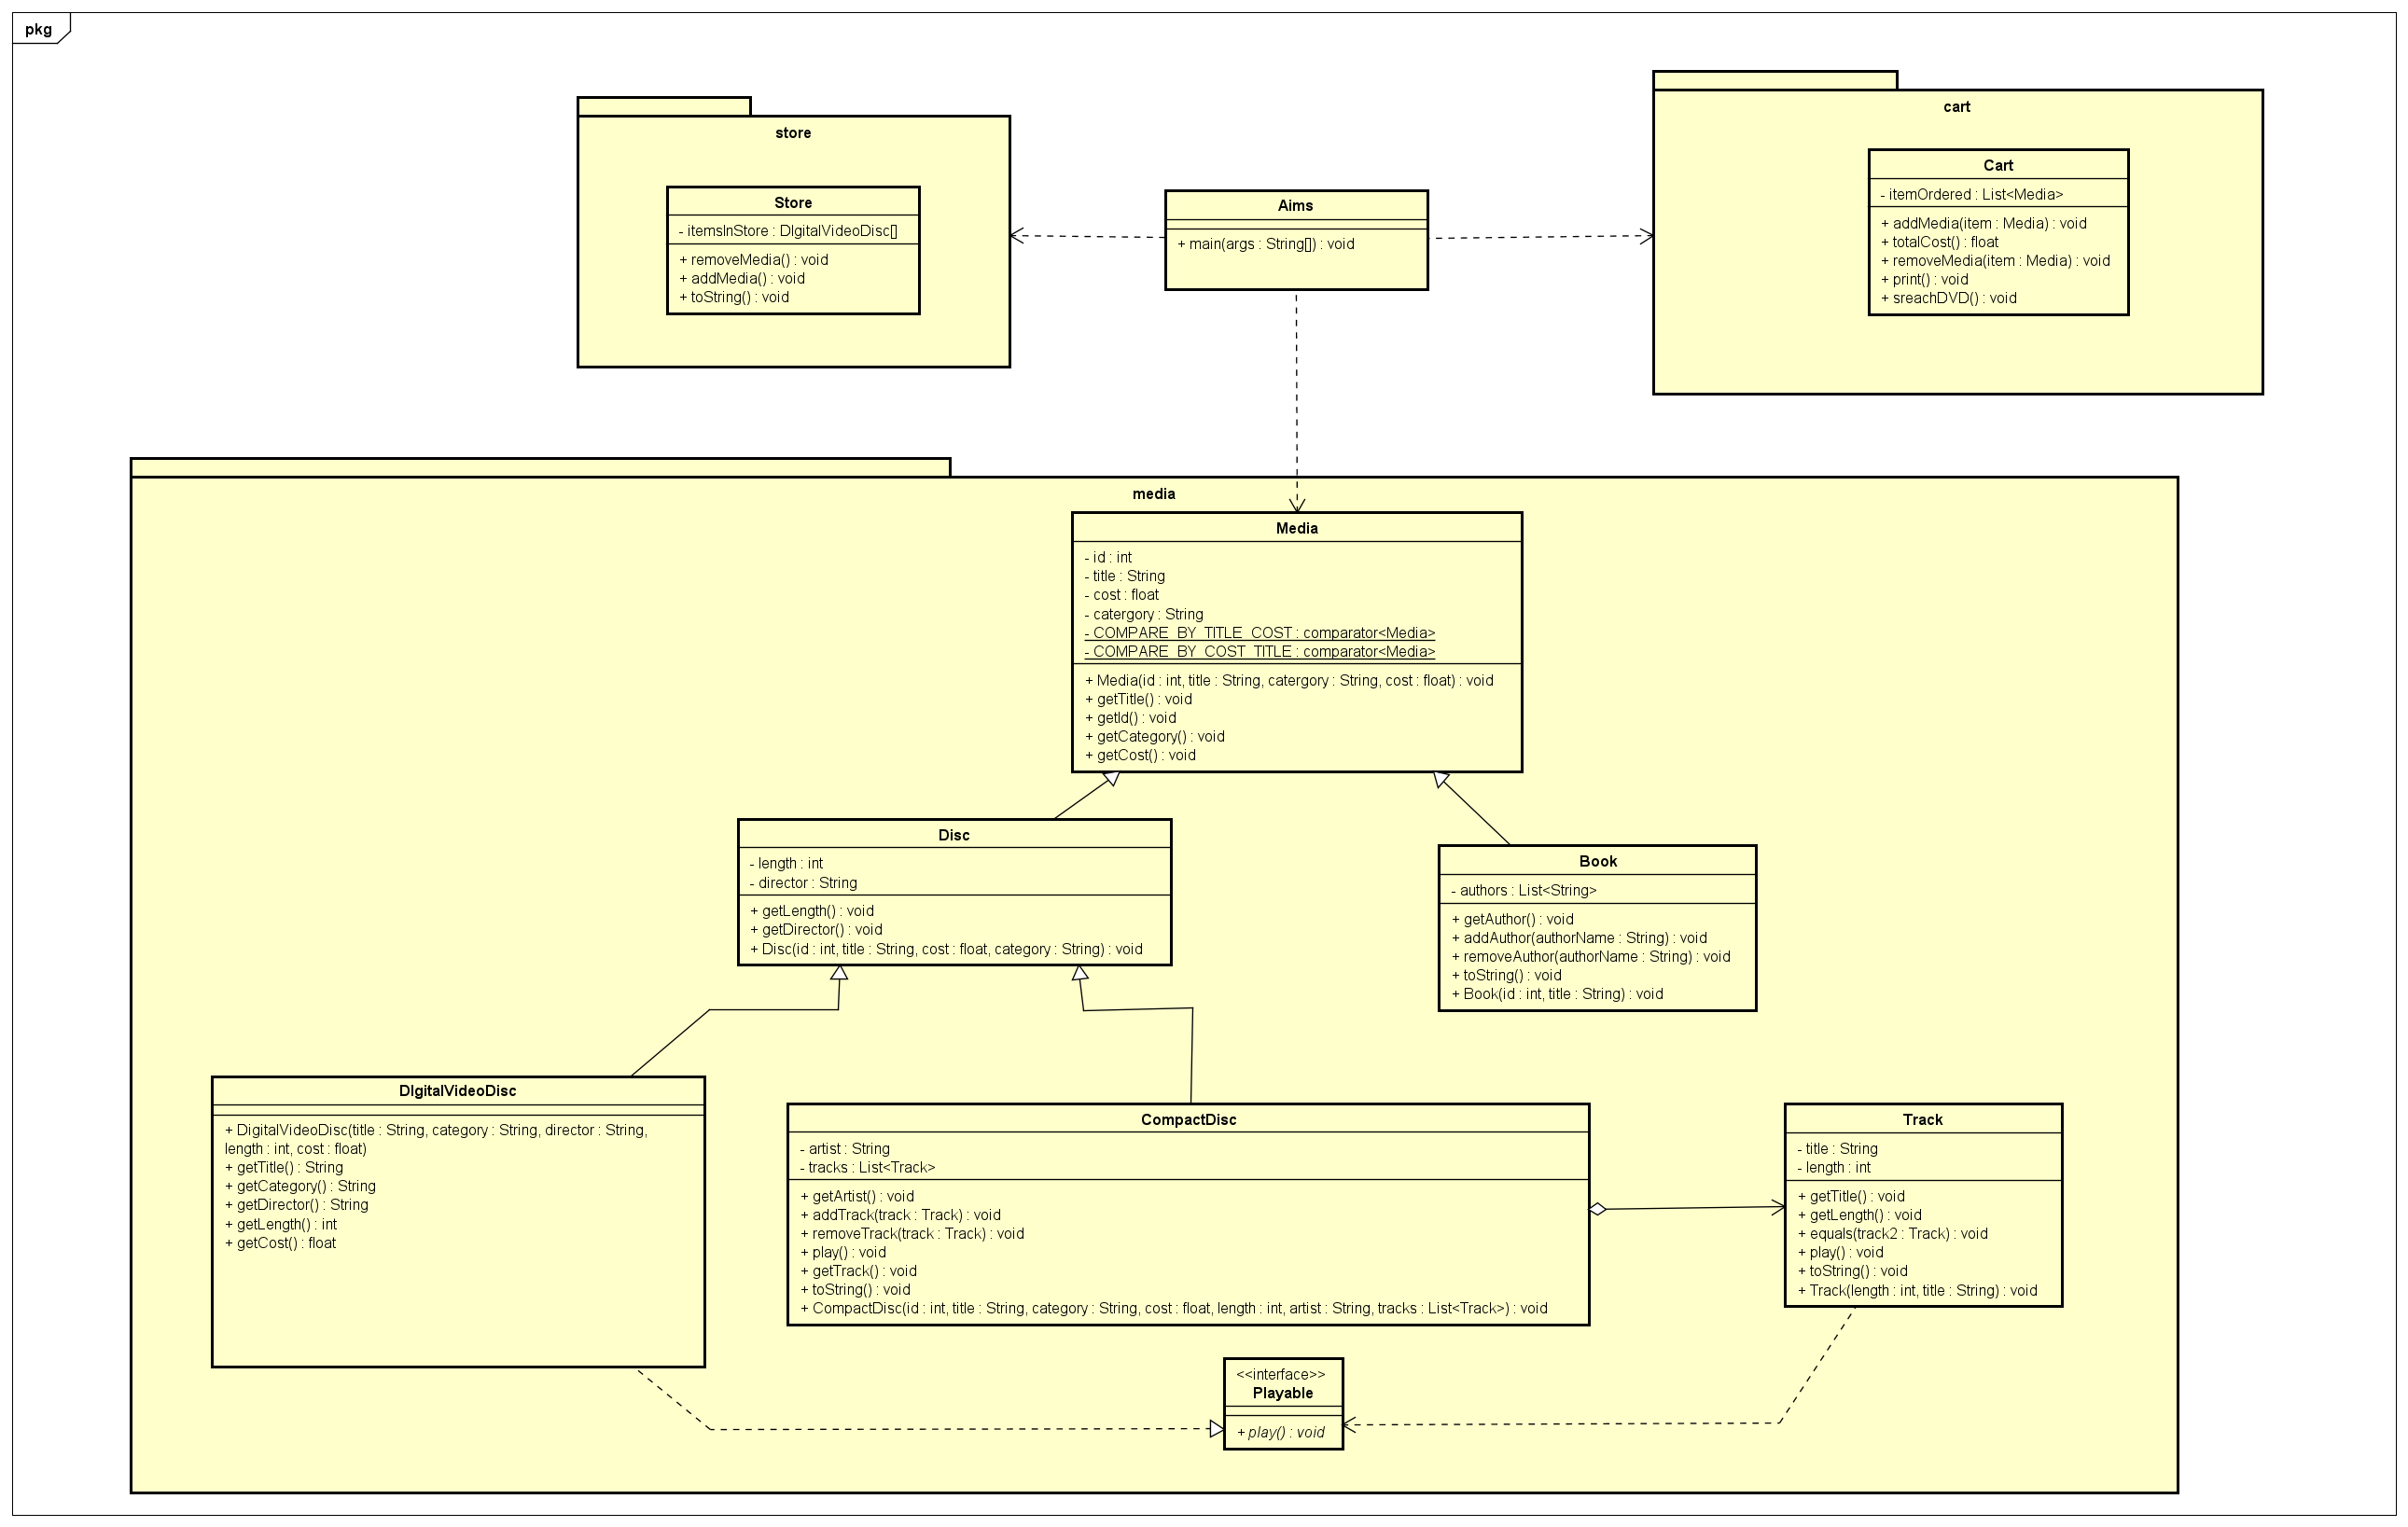 pkg
store
Store
- itemsInStore : DIgitalVideoDisc[]
+ removeMedia() : void
+ addMedia() : void
+ toString() : void
Aims
+ main(args : String[]) : void
cart
Cart
- itemOrdered : List<Media>
+ addMedia(item : Media) : void
+ totalCost() : float
+ removeMedia(item : Media) : void
+ print() : void
+ sreachDVD() : void
media
Media
- id : int
- title : String
- cost : float
- catergory : String
- COMPARE_BY_TITLE_COST : comparator<Media>
- COMPARE_BY_COST_TITLE : comparator<Media>
+ Media(id : int, title : String, catergory : String, cost : float) : void
+ getTitle() : void
+ getId() : void
+ getCategory() : void
+ getCost() : void
Disc
- length : int
- director : String
+ getLength() : void
+ getDirector() : void
+ Disc(id : int, title : String, cost : float, category : String) : void
Book
- authors : List<String>
+ getAuthor() : void
+ addAuthor(authorName : String) : void
+ removeAuthor(authorName : String) : void
+ toString() : void
+ Book(id : int, title : String) : void
DIgitalVideoDisc
+ DigitalVideoDisc(title : String, category : String, director : String,
length : int, cost : float)
+ getTitle() : String
+ getCategory() : String
+ getDirector() : String
+ getLength() : int
+ getCost() : float
CompactDisc
- artist : String
- tracks : List<Track>
+ getArtist() : void
+ addTrack(track : Track) : void
+ removeTrack(track : Track) : void
+ play() : void
+ getTrack() : void
+ toString() : void
+ CompactDisc(id : int, title : String, category : String, cost : float, length : int, artist : String, tracks : List<Track>) : void
Track
- title : String
- length : int
+ getTitle() : void
+ getLength() : void
+ equals(track2 : Track) : void
+ play() : void
+ toString() : void
+ Track(length : int, title : String) : void
<<interface>>
Playable
+ play() : void